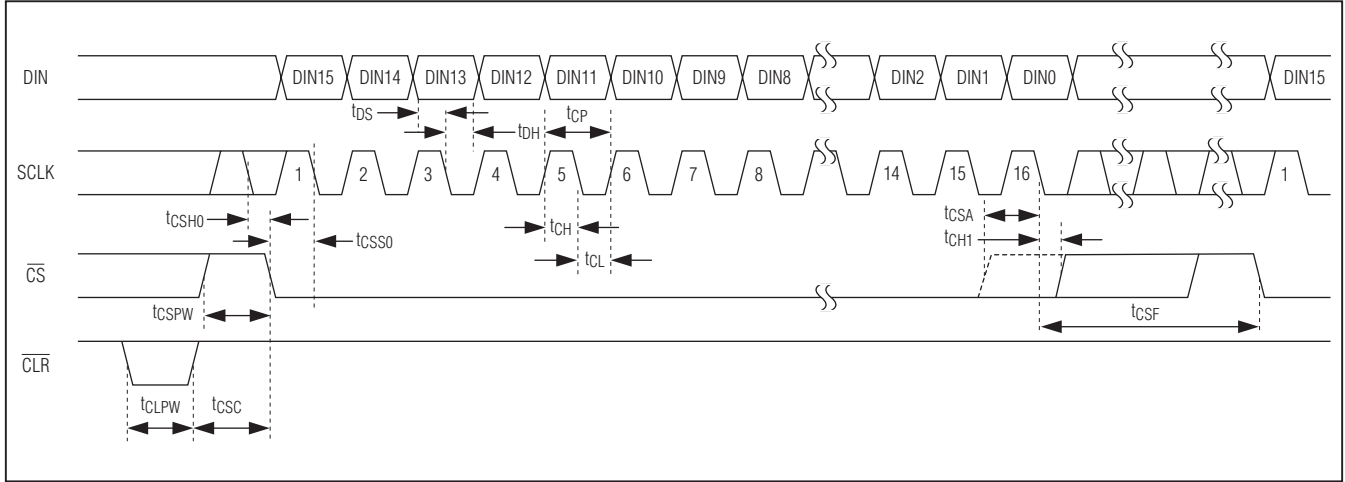 DIN
DIN15 DIN14 DIN13 DIN12 DIN11 DIN10 DIN9 DIN8 DIN2 DIN1 DIN0 DIN15
tDS tDH tCP
SCLK
1 2 3 4 5 6 7 8 14 15 16 1
tCSH0 tCSS0 tCH tCL tCSA tCH1
CS
tCSPW tCSF
CLR
tCLPW tCSC